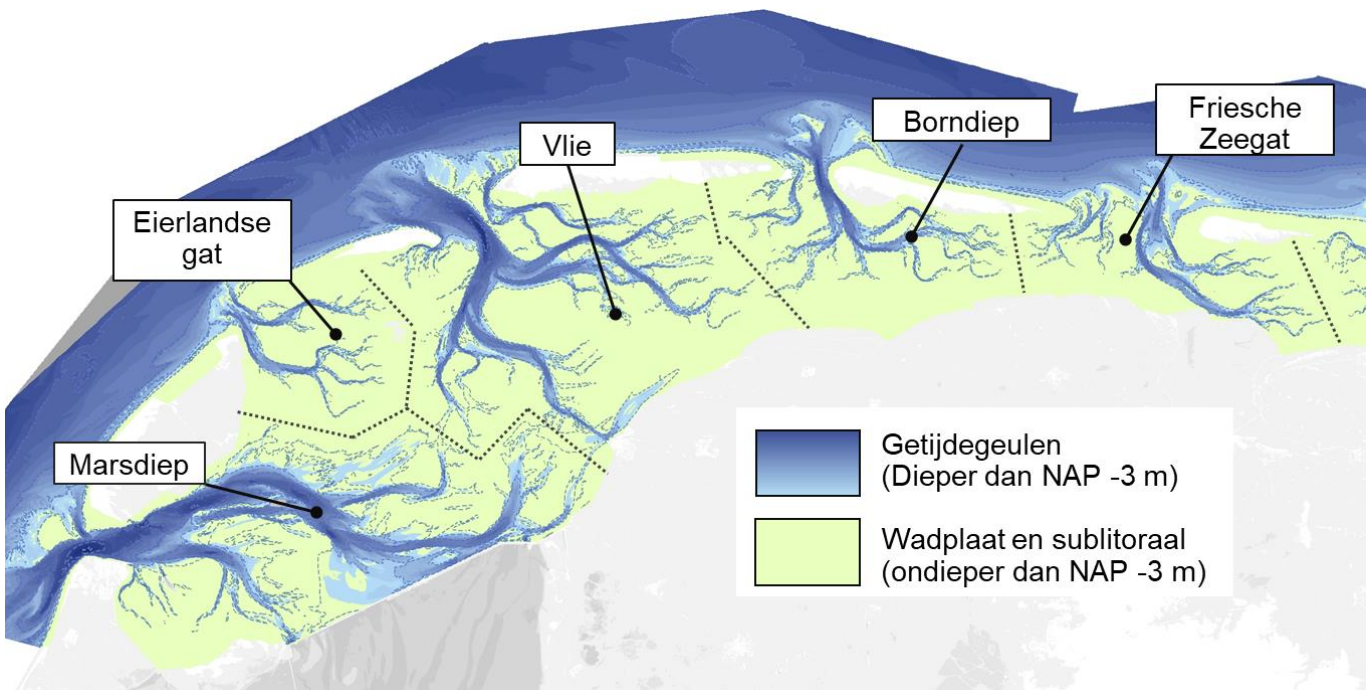 Borndiep
Friesche
Zeegat
Vlie
Eierlandse
gat
Marsdiep
Getijdegeulen
(Dieper dan NAP -3 m)
Wadplaat en sublitoraal
(ondieper dan NAP -3 m)